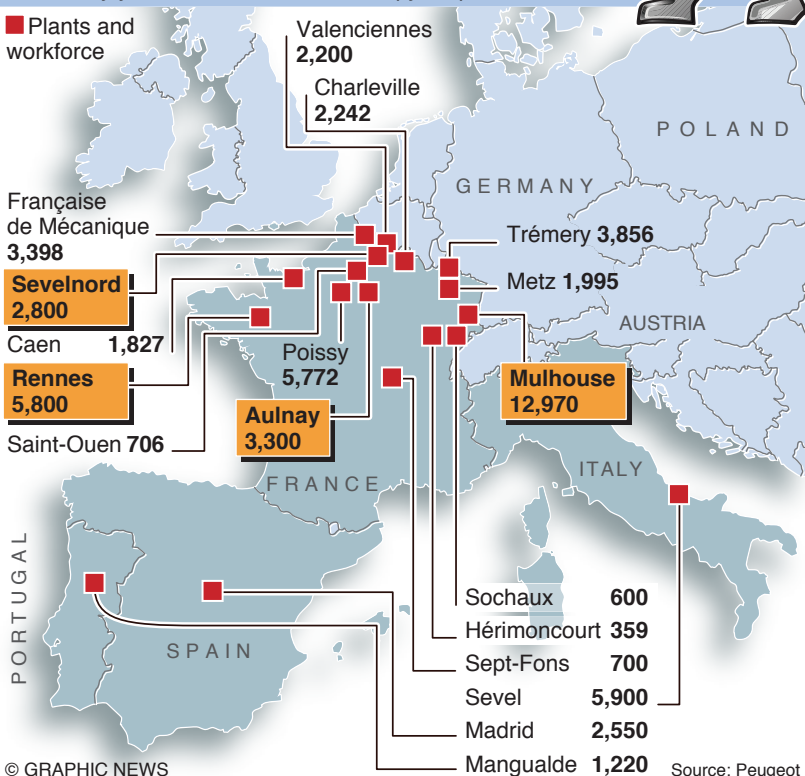 Plants and
workforce
Valenciennes
2,200
Charleville
2,242
POLAND
GERMANY
Française
de Mécanique
3,398
Trémery 3,856
Sevelnord
2,800
Metz 1,995
Caen 1,827
AUSTRIA
Poissy
5,772
Rennes
5,800
Mulhouse
12,970
Aulnay
3,300
Saint-Ouen 706
ITALY
FRANCE
PORTUGAL
SPAIN
Sochaux 600
Hérimoncourt 359
Sept-Fons 700
Sevel 5,900
Madrid 2,550
Mangualde 1,220
© GRAPHIC NEWS
Source: Peugeot